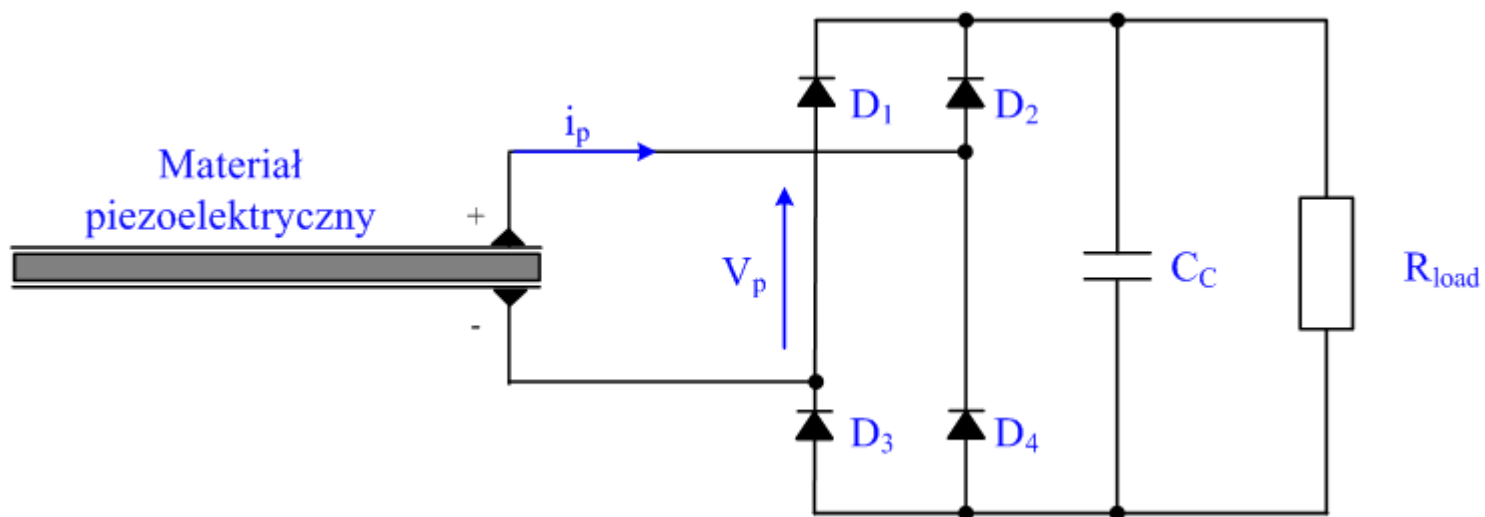 Materiał
piezoelektryczny
+
-
i_p
V_p
D_1
D_2
D_3
D_4
C_C
R_load